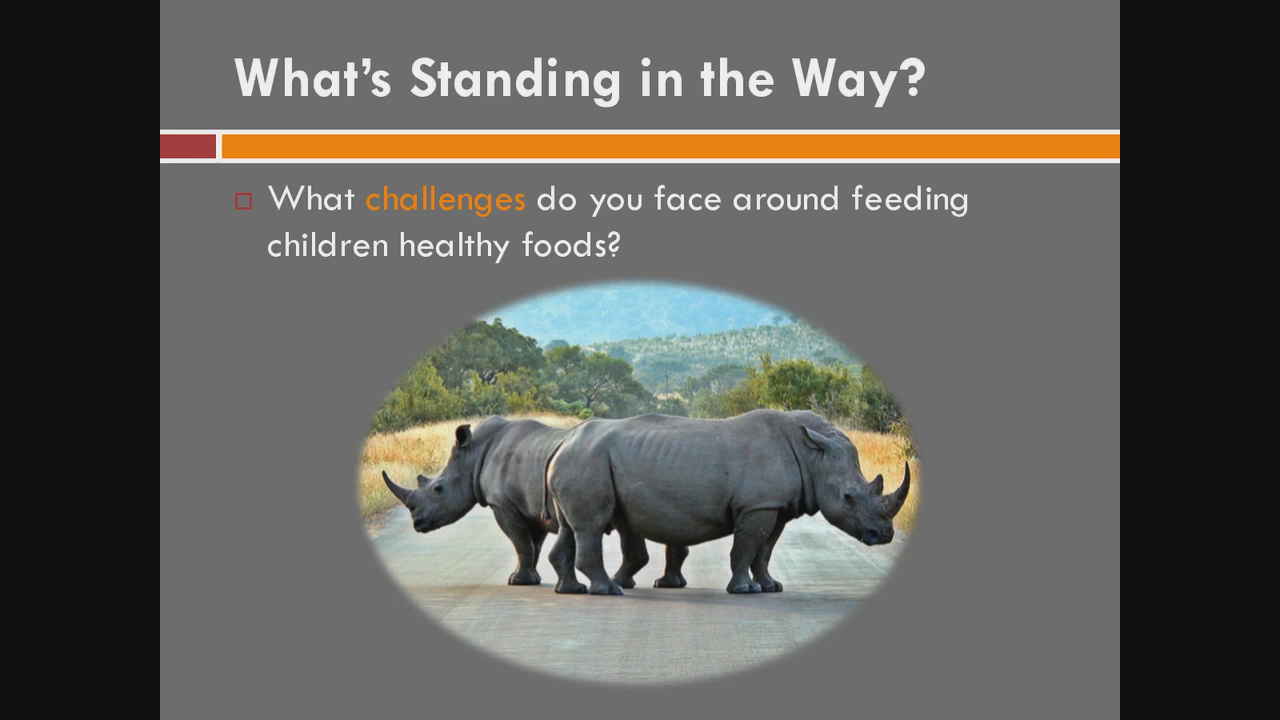 What’s Standing in the Way?
What challenges do you face around feeding
children healthy foods?